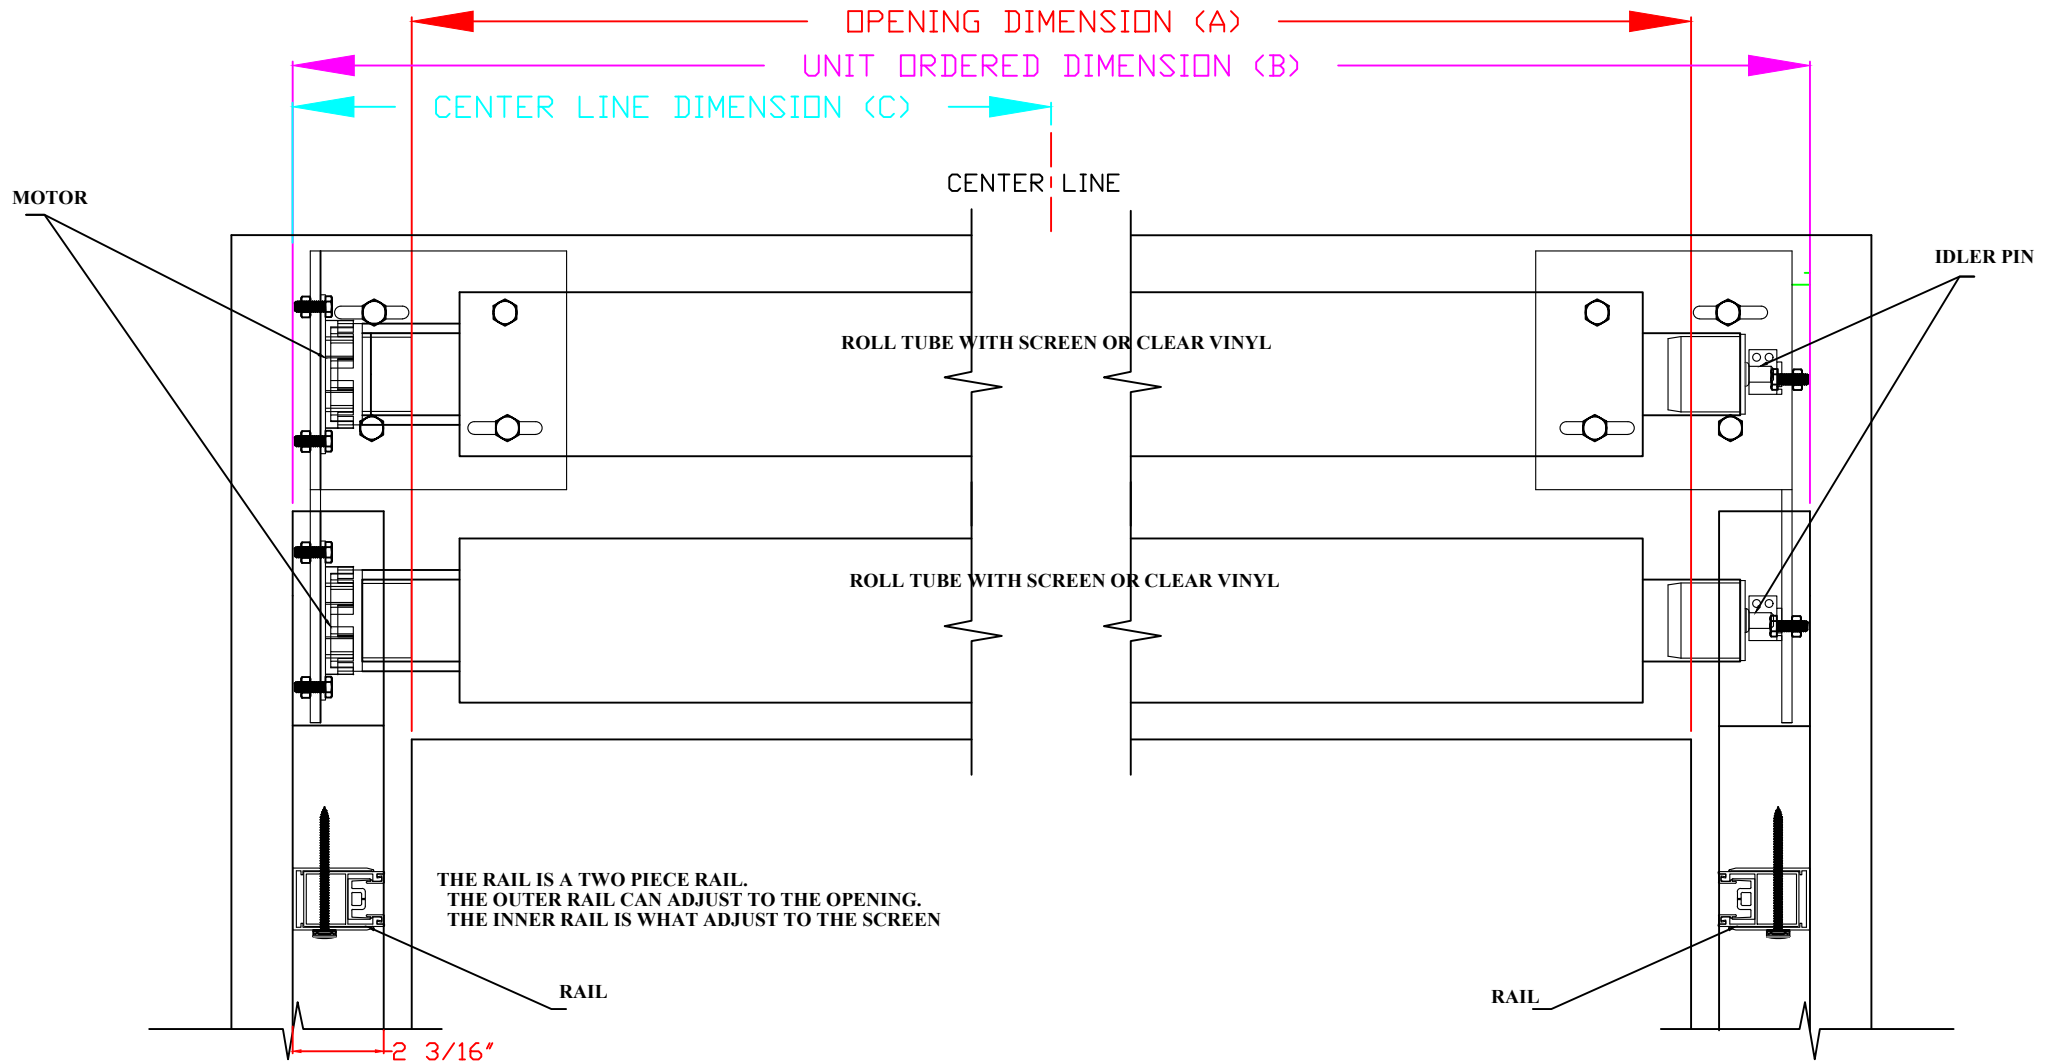 OPENING DIMENSION (A)
UNIT ORDERED DIMENSION (B)
CENTER LINE DIMENSION (C)
CENTER LINE
MOTOR
IDLER PIN
ROLL TUBE WITH SCREEN OR CLEAR VINYL
ROLL TUBE WITH SCREEN OR CLEAR VINYL
THE RAIL IS A TWO PIECE RAIL.
THE OUTER RAIL CAN ADJUST TO THE OPENING.
THE INNER RAIL IS WHAT ADJUST TO THE SCREEN
RAIL
RAIL
2 3/16"